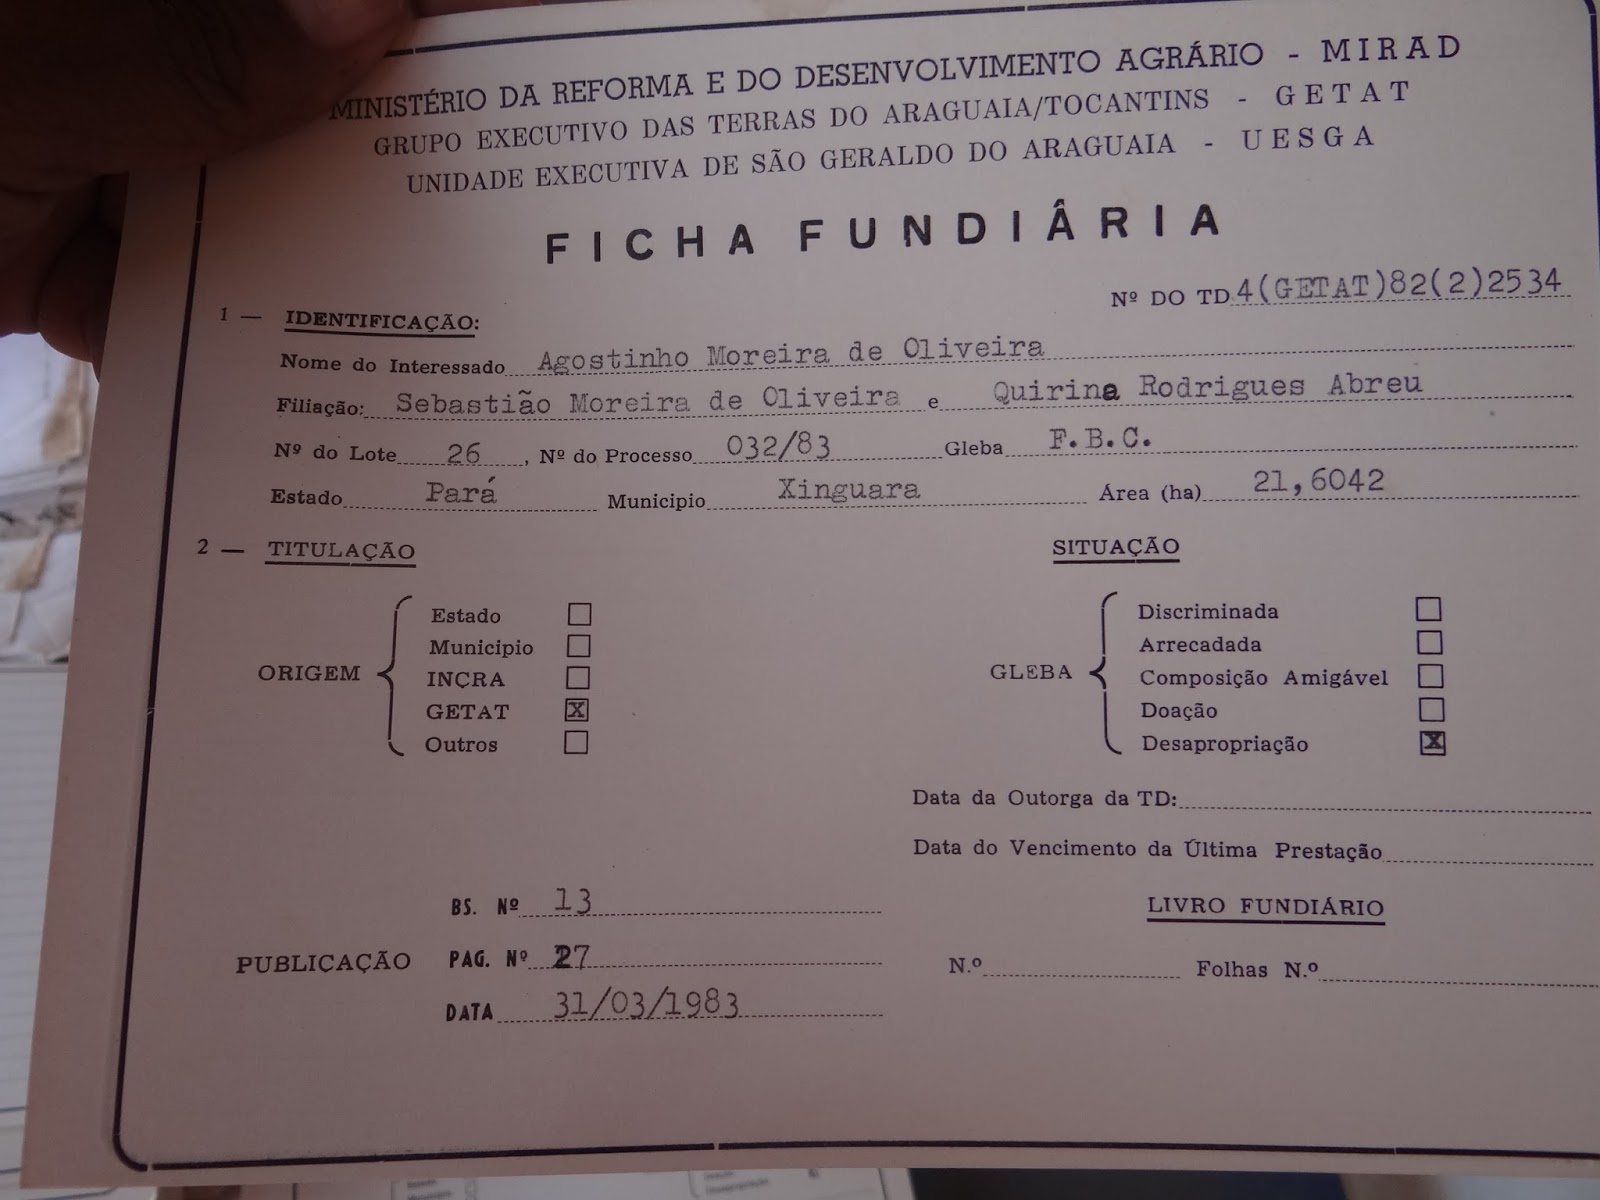 MINISTÉRIO DA REFORMA E DO DESENVOLVIMENTO AGRÁRIO - MIRAD
GRUPO EXECUTIVO DAS TERRAS DO ARAGUAIA/TOCANTINS - GETAT
UNIDADE EXECUTIVA DE SÃO GERALDO DO ARAGUAIA - UESGA
FICHA FUNDIÂRIA
Nº DO TD 4(GETAT)82(2)2534
1 — IDENTIFICAÇÃO:
Nome do Interessado Agostinho Moreira de Oliveira
Filiação: Sebastião Moreira de Oliveira e Quirina Rodrigues Abreu
Nº do Lote 26, Nº do Processo 032/83 Gleba F.B.C.
Estado Pará Municipio Xinguara Área (ha) 21,6042
2 — TITULAÇÃO SITUAÇÃO
ORIGEM
Estado
Municipio
INCRA
GETAT X
Outros
GLEBA
Discriminada
Arrecadada
Composição Amigável
Doação
Desapropriação X
Data da Outorga da TD:
Data do Vencimento da Última Prestação
PUBLICAÇÃO
BS. Nº 13
PAG. Nº 27
DATA 31/03/1983
LIVRO FUNDIÁRIO
N.º Folhas N.º